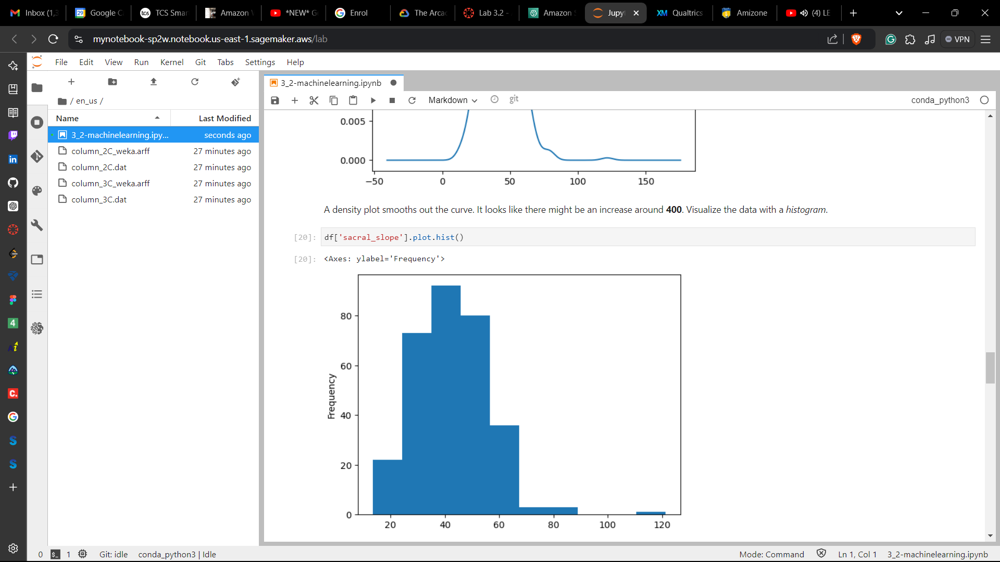 Inbox (1,3
Google C
TCS Smar
Amazon
*NEW* G
Enrol
The Arca
Lab 3.2 -
Amazon
Jupy
Qualtrics
Amizone
(4) LE
mynotebook-sp2w.notebook.us-east-1.sagemaker.aws/lab
VPN
File Edit View Run Kernel Git Tabs Settings Help
/ en_us /
Name Last Modified
3_2-machinelearning.ipy... seconds ago
column_2C_weka.arff 27 minutes ago
column_2C.dat 27 minutes ago
column_3C_weka.arff 27 minutes ago
column_3C.dat 27 minutes ago
3_2-machinelearning.ipynb
Markdown git conda_python3
0.005
0.000
−50 0 50 100 150
A density plot smooths out the curve. It looks like there might be an increase around 400. Visualize the data with a histogram.
[20]: df['sacral_slope'].plot.hist()
[20]: <Axes: ylabel='Frequency'>
Frequency
80
60
40
20
0
20 40 60 80 100 120
0 $_ 1 Git: idle conda_python3 | Idle Mode: Command Ln 1, Col 1 3_2-machinelearning.ipynb